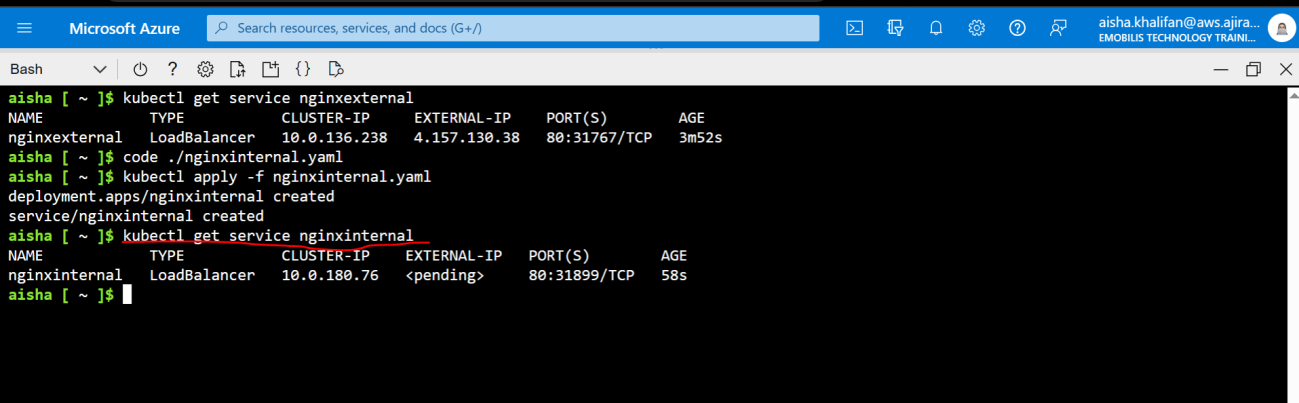 Microsoft Azure
Search resources, services, and docs (G+/)
aisha.khalifan@aws.ajira...
EMOBILIS TECHNOLOGY TRAINI...
Bash
aisha [ ~ ]$ kubectl get service nginxexternal
NAME TYPE CLUSTER-IP EXTERNAL-IP PORT(S) AGE
nginxexternal LoadBalancer 10.0.136.238 4.157.130.38 80:31767/TCP 3m52s
aisha [ ~ ]$ code ./nginxinternal.yaml
aisha [ ~ ]$ kubectl apply -f nginxinternal.yaml
deployment.apps/nginxinternal created
service/nginxinternal created
aisha [ ~ ]$ kubectl get service nginxinternal
NAME TYPE CLUSTER-IP EXTERNAL-IP PORT(S) AGE
nginxinternal LoadBalancer 10.0.180.76 <pending> 80:31899/TCP 58s
aisha [ ~ ]$